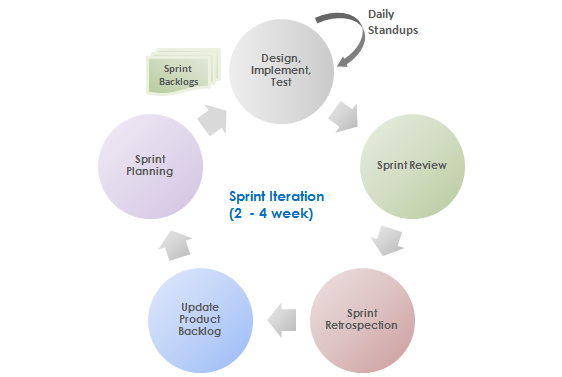 Daily
Standups
Design,
Implement,
Test
Sprint
Backlogs
Sprint
Planning
Sprint Review
Sprint Iteration
(2  - 4 week)
Update
Product
Backlog
Sprint
Retrospection